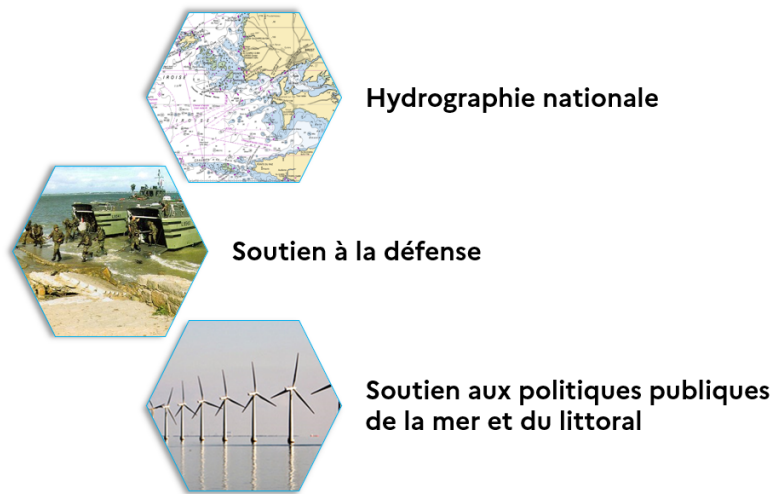 Hydrographie nationale
Soutien à la défense
Soutien aux politiques publiques
de la mer et du littoral